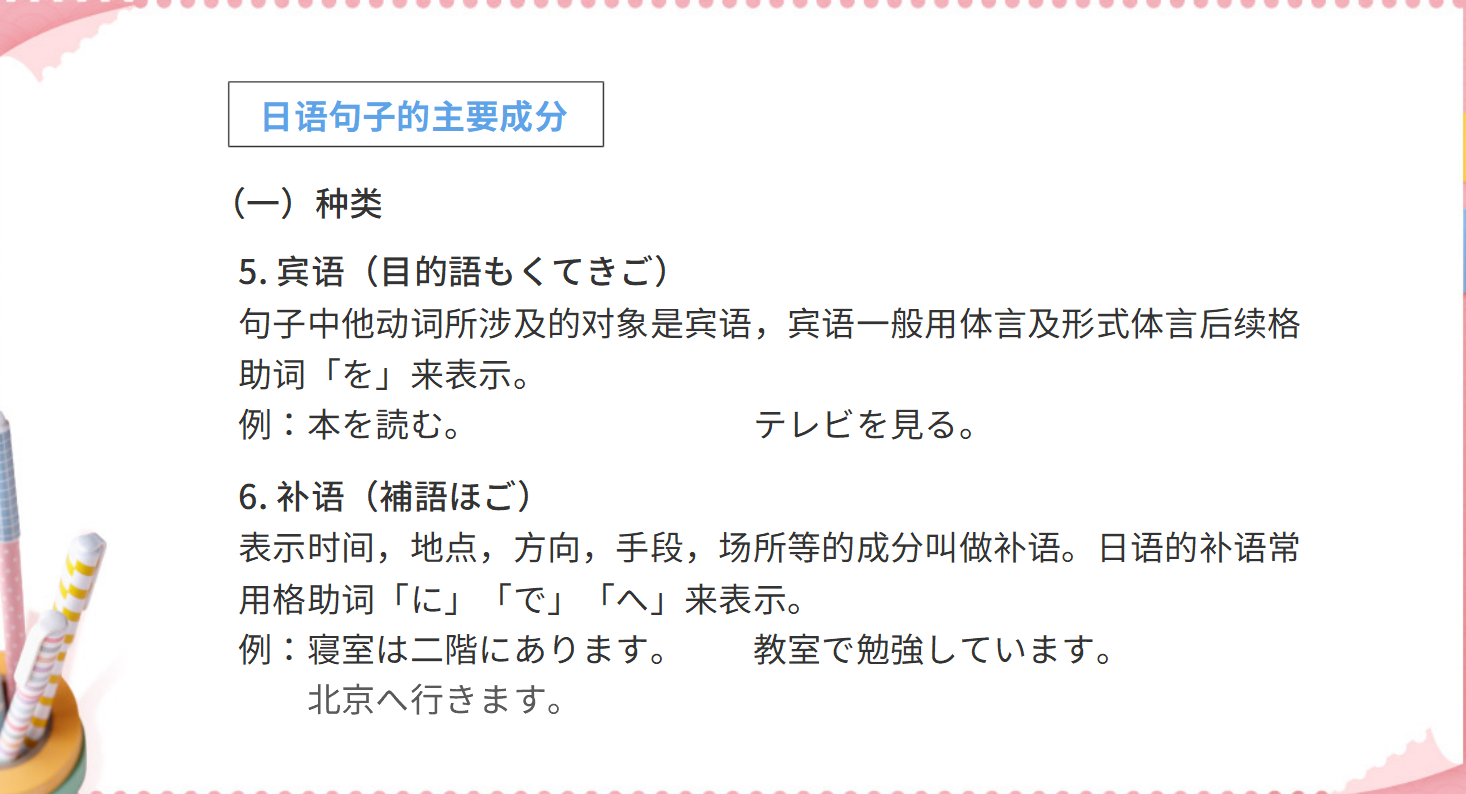 日语句子的主要成分
（一）种类
5. 宾语（目的語もくてきご）
句子中他动词所涉及的对象是宾语，宾语一般用体言及形式体言后续格
助词「を」来表示。
例：本を読む。 テレビを見る。
6. 补语（補語ほご）
表示时间，地点，方向，手段，场所等的成分叫做补语。日语的补语常
用格助词「に」「で」「へ」来表示。
例：寝室は二階にあります。 教室で勉強しています。
北京へ行きます。